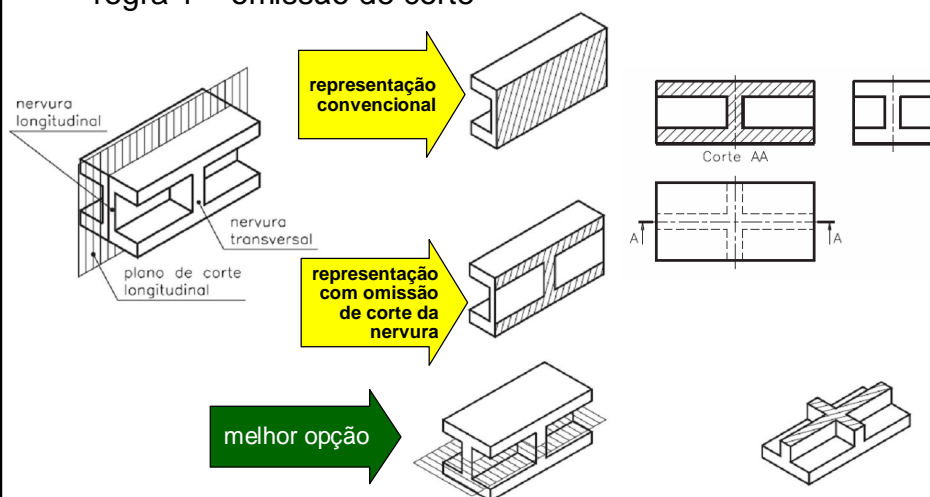 regra 1 – omissão de corte
nervura
longitudinal
nervura
transversal
plano de corte
longitudinal
representação
convencional
Corte AA
A
A
representação
com omissão
de corte da
nervura
melhor opção